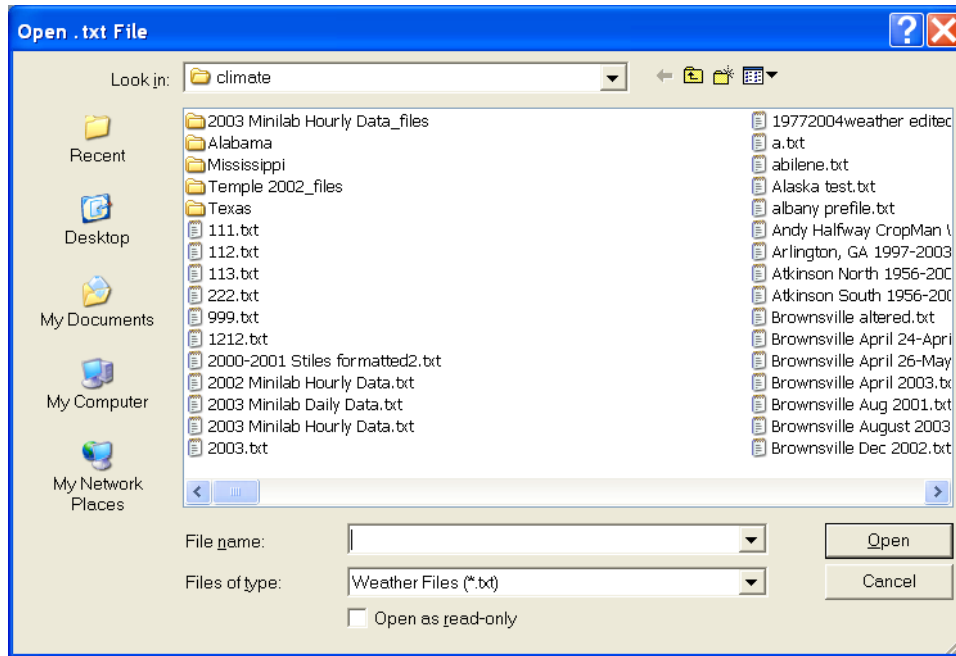 Open .txt File
Look in:
climate
Recent
Desktop
My Documents
My Computer
My Network
Places
2003 Minilab Hourly Data_files
Alabama
Mississippi
Temple 2002_files
Texas
111.txt
112.txt
113.txt
222.txt
999.txt
1212.txt
2000-2001 Stiles formatted2.txt
2002 Minilab Hourly Data.txt
2003 Minilab Daily Data.txt
2003 Minilab Hourly Data.txt
2003.txt
19772004weather edited
a.txt
abilene.txt
Alaska test.txt
albany prefile.txt
Andy Halfway CropMan
Arlington, GA 1997-2003
Atkinson North 1956-200
Atkinson South 1956-200
Brownsville altered.txt
Brownsville April 24-Apri
Brownsville April 26-May
Brownsville April 2003.tx
Brownsville Aug 2001.txt
Brownsville August 2003
Brownsville Dec 2002.txt
File name:
Open
Files of type:
Weather Files (*.txt)
Cancel
Open as read-only